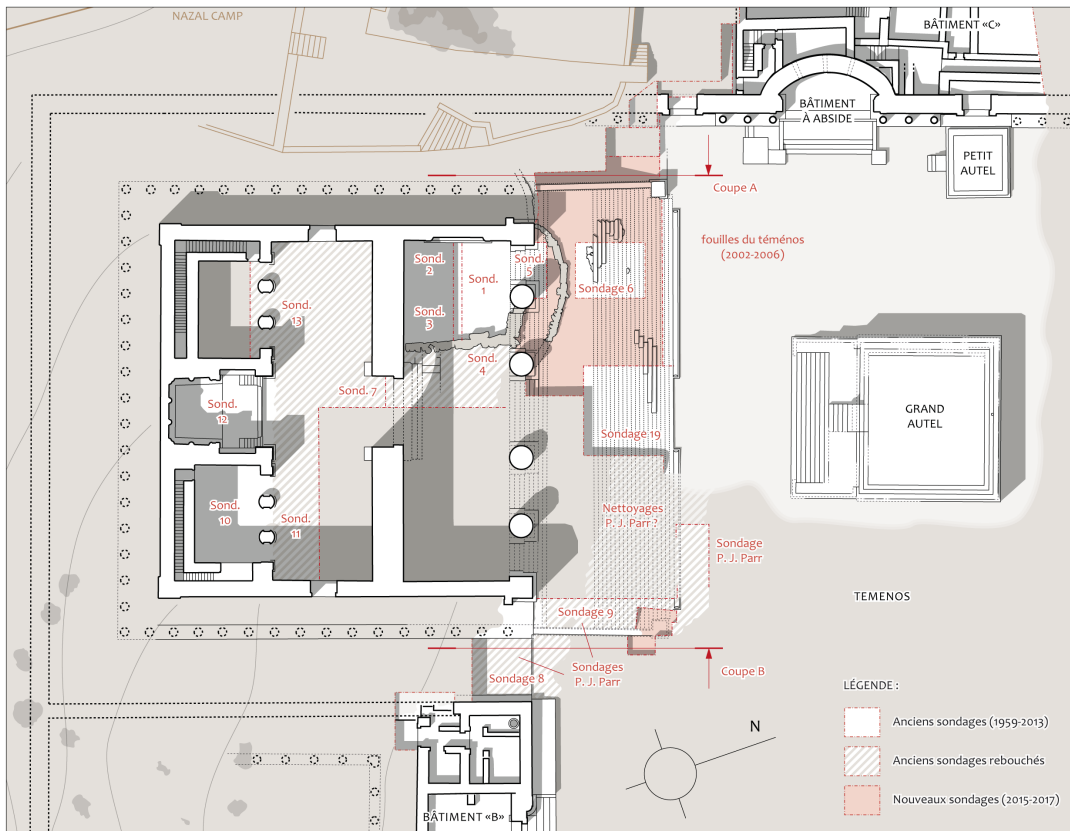 NAZAL CAMP
BÂTIMENT «C»
BÂTIMENT
À ABSIDE
PETIT
AUTEL
Coupe A
fouilles du téménos
(2002-2006)
Sond.
2
Sond.
1
Sond.
5
Sondage 6
Sond.
3
Sond.
13
Sond.
4
Sond. 7
Sond.
12
GRAND
AUTEL
Sondage 19
Sond.
10
Sond.
11
Nettoyages
P. J. Parr ?
Sondage
P. J. Parr
TEMENOS
Sondage 9
Sondages
P. J. Parr
Sondage 8
Coupe B
BÂTIMENT «B»
N
LÉGENDE :
Anciens sondages (1959-2013)
Anciens sondages rebouchés
Nouveaux sondages (2015-2017)